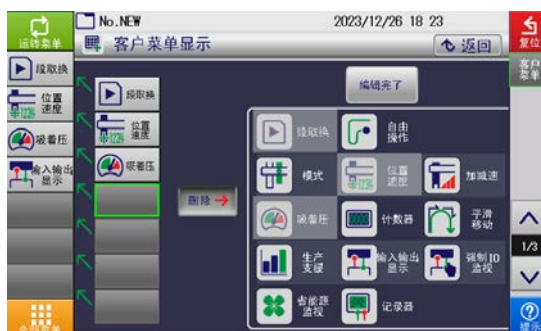 运转菜单
No.NEW
2023/12/26 18 23
复位
客户菜单显示
返回
客户
菜单
段取换
位置
速度
吸着压
输入输出
显示
段取换
位置
速度
吸着压
删除
编辑完了
段取换
自由
操作
模式
位置
速度
加减速
吸着压
计数器
平滑
移动
生产
支援
输入输出
显示
强制IO
监视
省能源
监视
记录器
1/3
全部菜单
提示